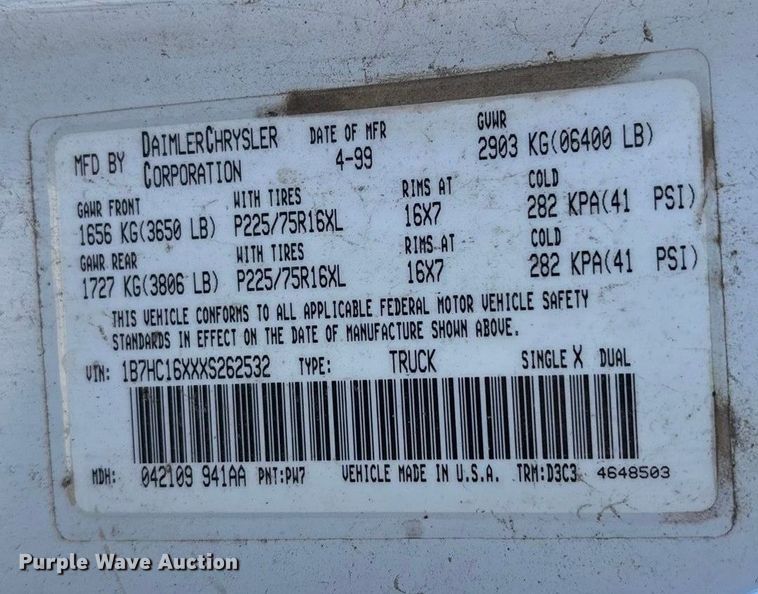 MFD BY DAIMLERCHRYSLER CORPORATION DATE OF MFR 4-99 GVWR 2903 KG(06400 LB)
GAWR FRONT WITH TIRES RIMS AT COLD
1656 KG(3650 LB) P225/75R16XL 16X7 282 KPA(41 PSI)
GAWR REAR WITH TIRES RIMS AT COLD
1727 KG(3806 LB) P225/75R16XL 16X7 282 KPA(41 PSI)
THIS VEHICLE CONFORMS TO ALL APPLICABLE FEDERAL MOTOR VEHICLE SAFETY
STANDARDS IN EFFECT ON THE DATE OF MANUFACTURE SHOWN ABOVE.
VIN: 1B7HC16XXXS262532 TYPE: TRUCK SINGLE X DUAL
MDH: 042109 941AA PNT:PW7 VEHICLE MADE IN U.S.A. TRM:D3C3 4648503
CK
Purple Wave Auction